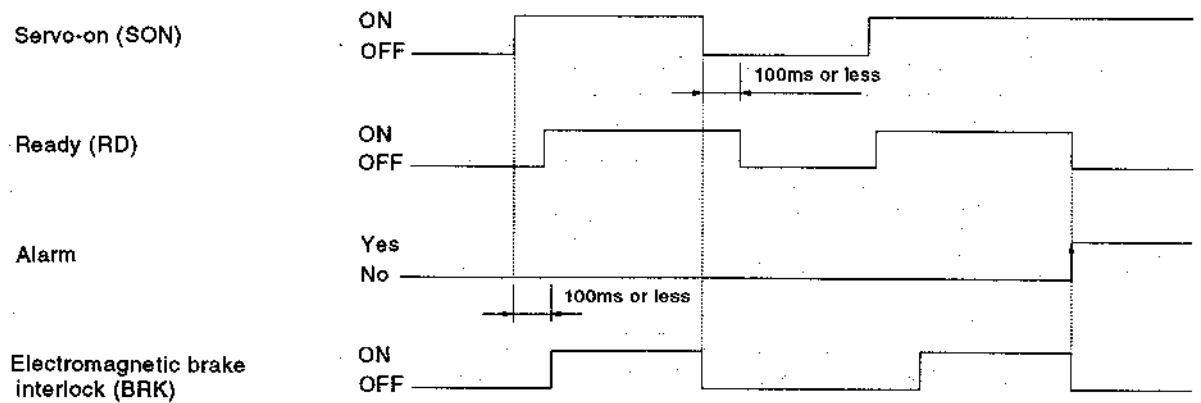 Servo-on (SON)
ON
OFF
100ms or less
Ready (RD)
ON
OFF
Alarm
Yes
No
100ms or less
Electromagnetic brake
interlock (BRK)
ON
OFF